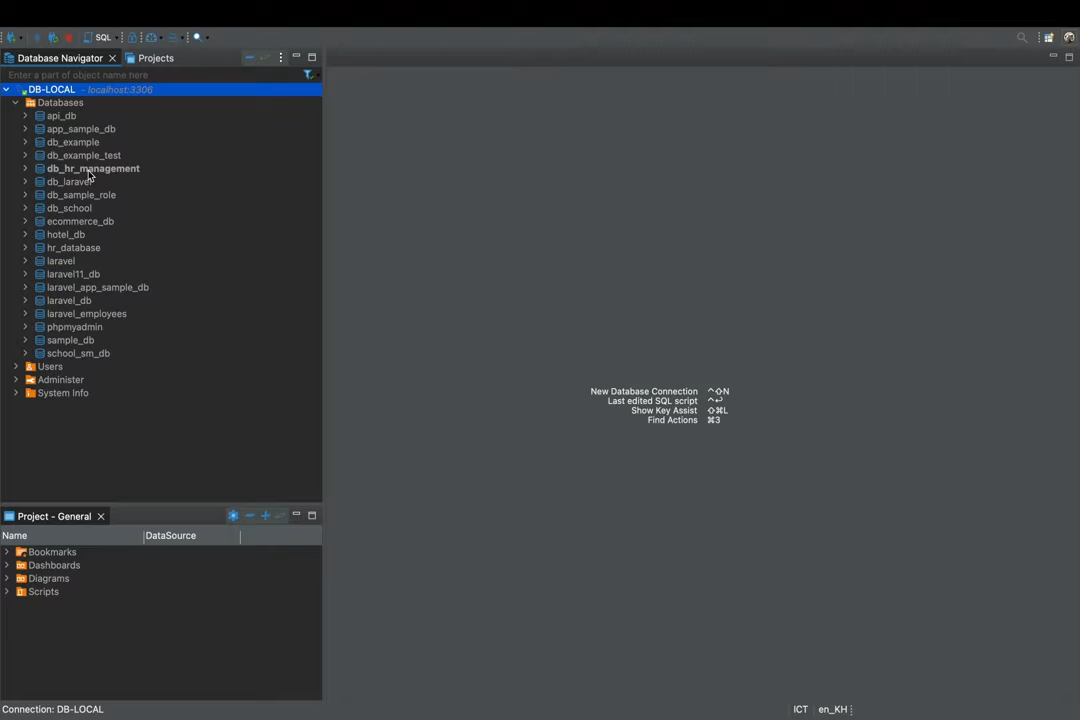 SQL
Database Navigator
Projects
Enter a part of object name here
DB-LOCAL - localhost:3306
Databases
api_db
app_sample_db
db_example
db_example_test
db_hr_management
db_laravel
db_sample_role
db_school
ecommerce_db
hotel_db
hr_database
laravel
laravel11_db
laravel_app_sample_db
laravel_db
laravel_employees
phpmyadmin
sample_db
school_sm_db
Users
Administer
System Info
New Database Connection ⌃⇧N
Last edited SQL script ⌃↩
Show Key Assist ⇧⌘L
Find Actions ⌘3
Project - General
Name DataSource
Bookmarks
Dashboards
Diagrams
Scripts
Connection: DB-LOCAL
ICT en_KH